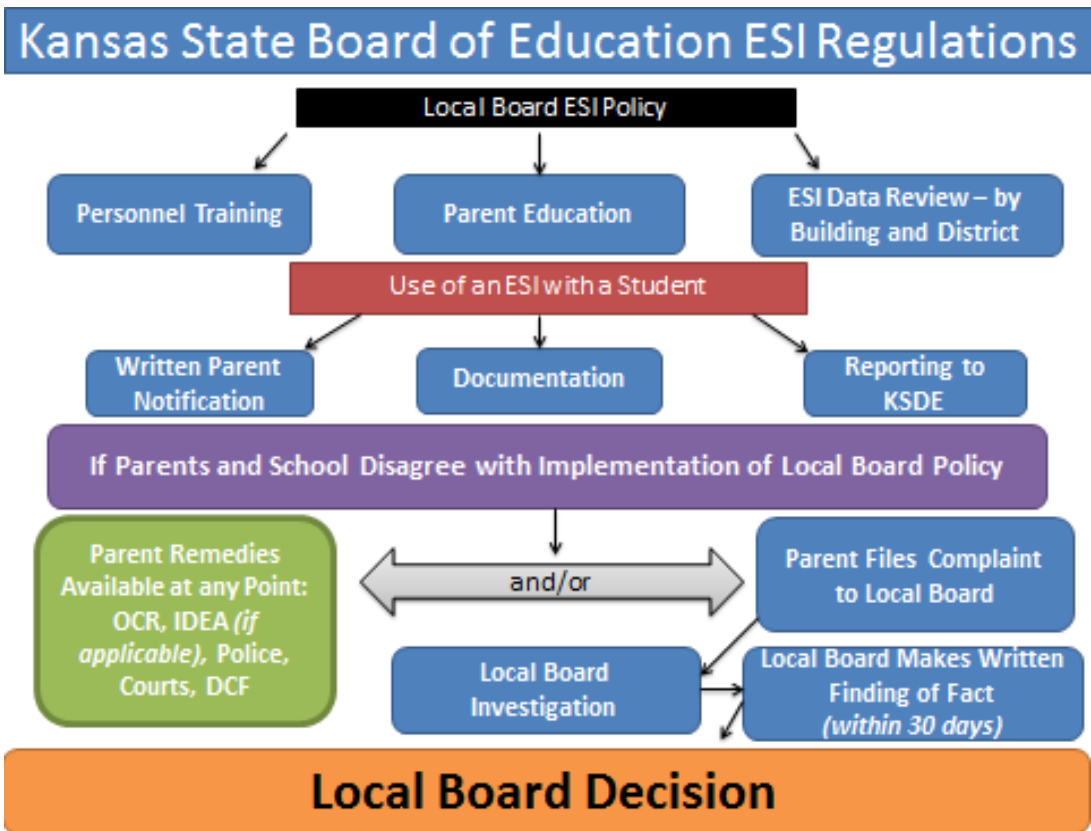 Kansas State Board of Education ESI Regulations
Local Board ESI Policy
Personnel Training
Parent Education
ESI Data Review – by
Building and District
Use of an ESI with a Student
Written Parent
Notification
Documentation
Reporting to
KSDE
If Parents and School Disagree with Implementation of Local Board Policy
Parent Remedies
Available at any Point:
OCR, IDEA (if
applicable), Police,
Courts, DCF
and/or
Parent Files Complaint
to Local Board
Local Board
Investigation
Local Board Makes Written
Finding of Fact
(within 30 days)
Local Board Decision